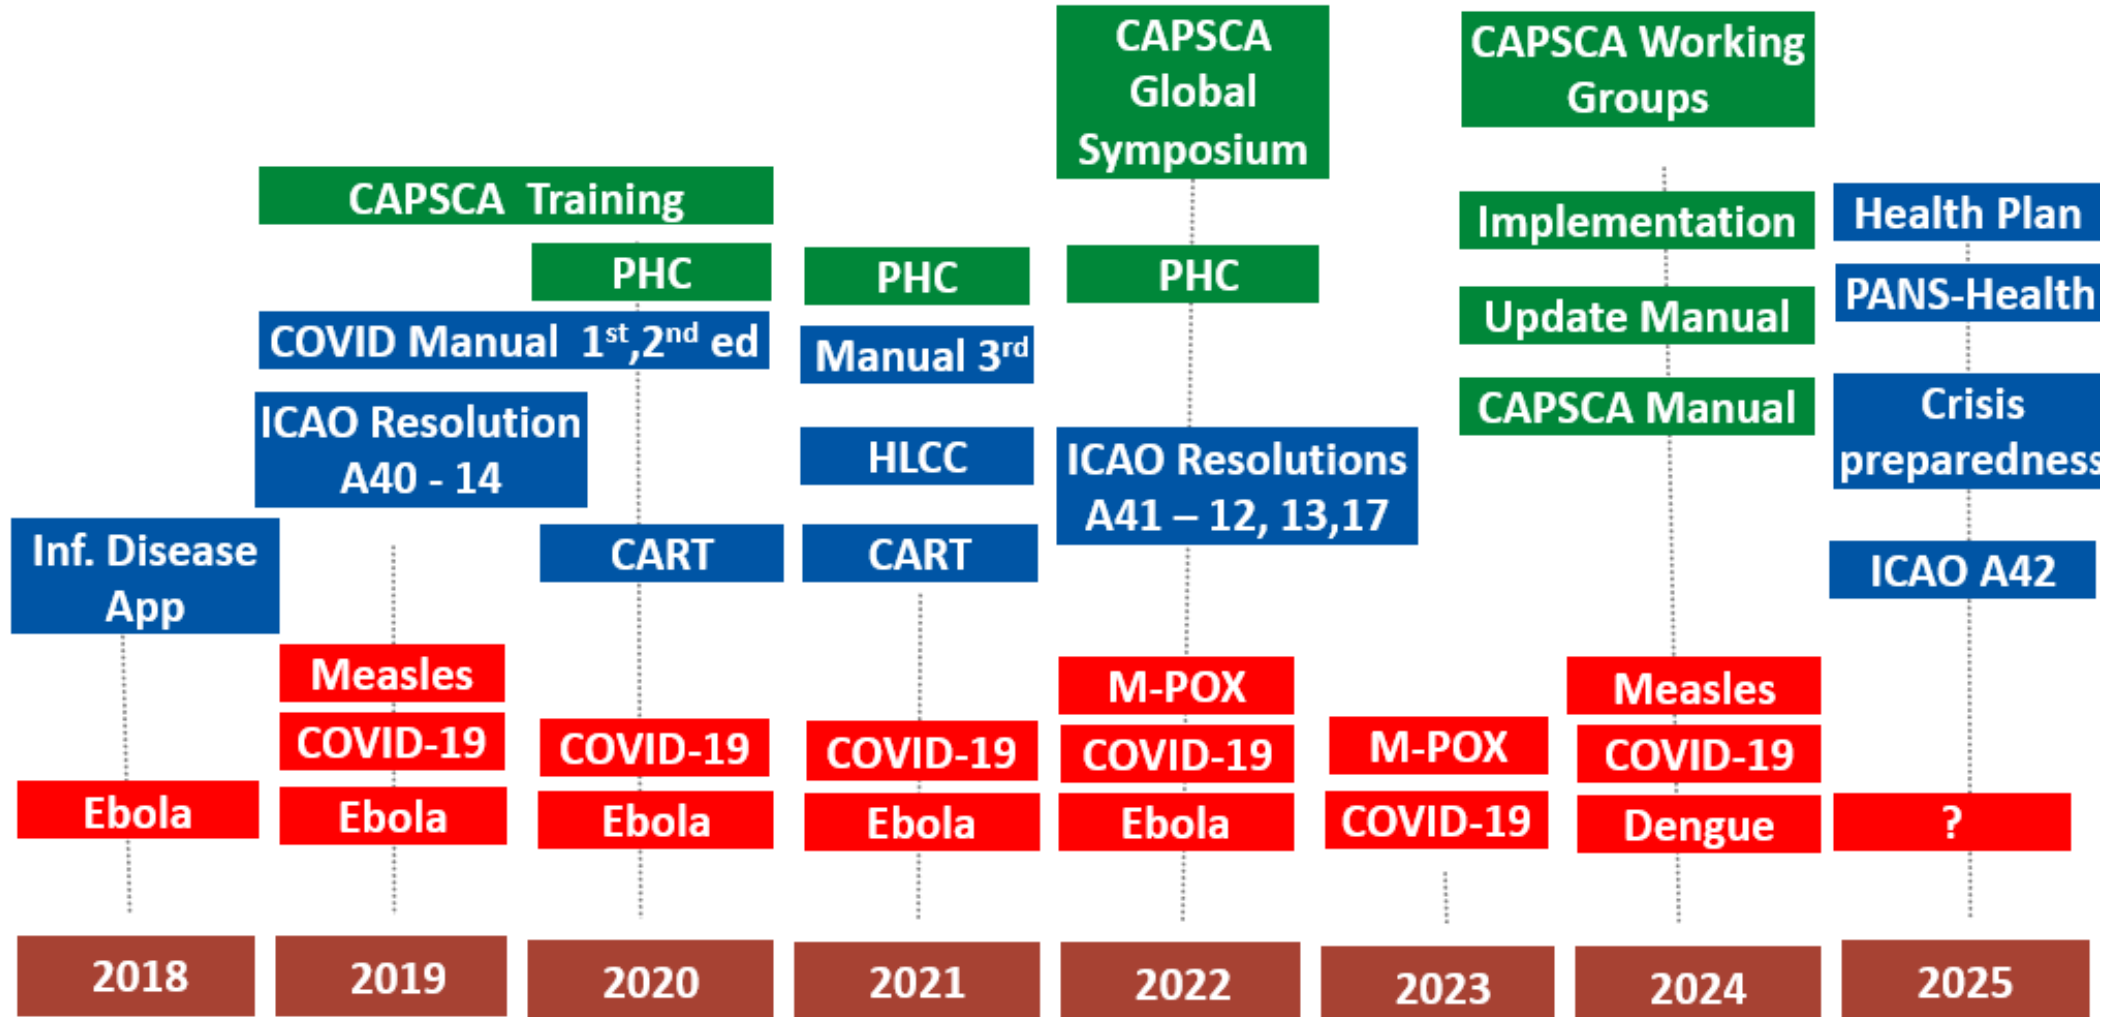 CAPSCA
Global
Symposium
CAPSCA Working
Groups
CAPSCA Training
Implementation
Health Plan
PHC
PHC
PHC
PANS-Health
COVID Manual 1st,2nd ed
Manual 3rd
Update Manual
ICAO Resolution
A40 - 14
HLCC
ICAO Resolutions
A41 – 12, 13,17
CAPSCA Manual
Crisis
preparedness
Inf. Disease
App
CART
CART
ICAO A42
Measles
M-POX
Measles
COVID-19
COVID-19
COVID-19
COVID-19
M-POX
COVID-19
Ebola
Ebola
Ebola
Ebola
Ebola
COVID-19
Dengue
?
2018
2019
2020
2021
2022
2023
2024
2025